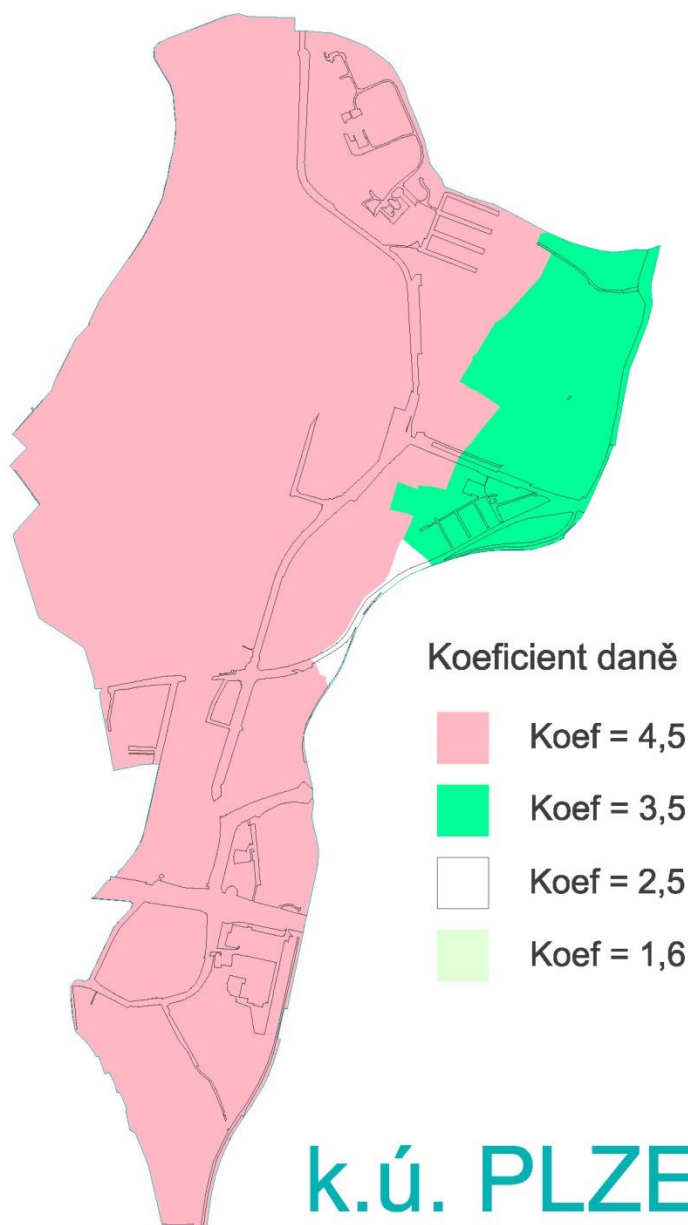 Koeficient daně
Koef = 4,5
Koef = 3,5
Koef = 2,5
Koef = 1,6
k.ú. PLZE